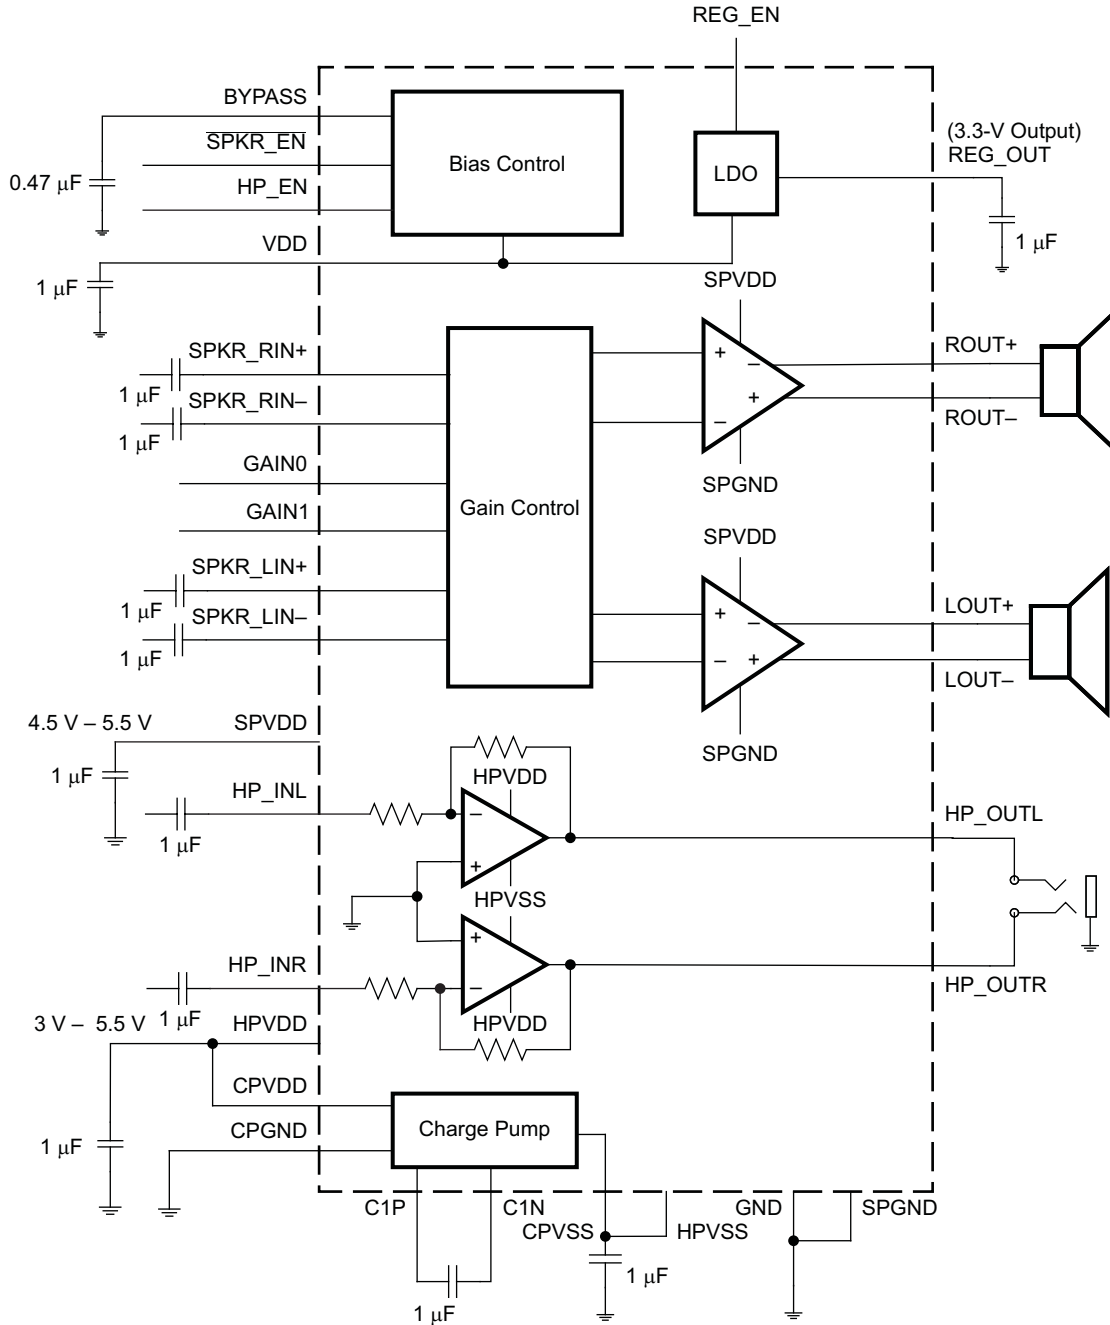 REG_EN
BYPASS
SPKR_EN
Bias Control
(3.3-V Output)
REG_OUT
LDO
0.47 μF
HP_EN
VDD
1 μF
1 μF
SPVDD
SPKR_RIN+
+
–
ROUT+
1 μF
SPKR_RIN–
+
–
ROUT–
1 μF
GAIN0
SPGND
Gain Control
GAIN1
SPVDD
SPKR_LIN+
LOUT+
1 μF
+
–
SPKR_LIN–
–
+
1 μF
LOUT–
4.5 V – 5.5 V
SPVDD
SPGND
1 μF
HPVDD
HP_INL
–
HP_OUTL
1 μF
+
HPVSS
+
HP_INR
–
HP_OUTR
1 μF
3 V – 5.5 V
HPVDD
HPVDD
CPVDD
Charge Pump
1 μF
CPGND
C1P
C1N
CPVSS
HPVSS
GND
SPGND
1 μF
1 μF